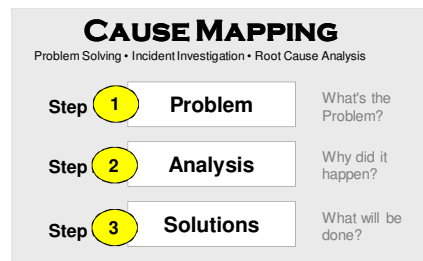 CAUSE MAPPING
Problem Solving • Incident Investigation • Root Cause Analysis
Step 1 Problem What's the
Problem?
Step 2 Analysis Why did it
happen?
Step 3 Solutions What will be
done?